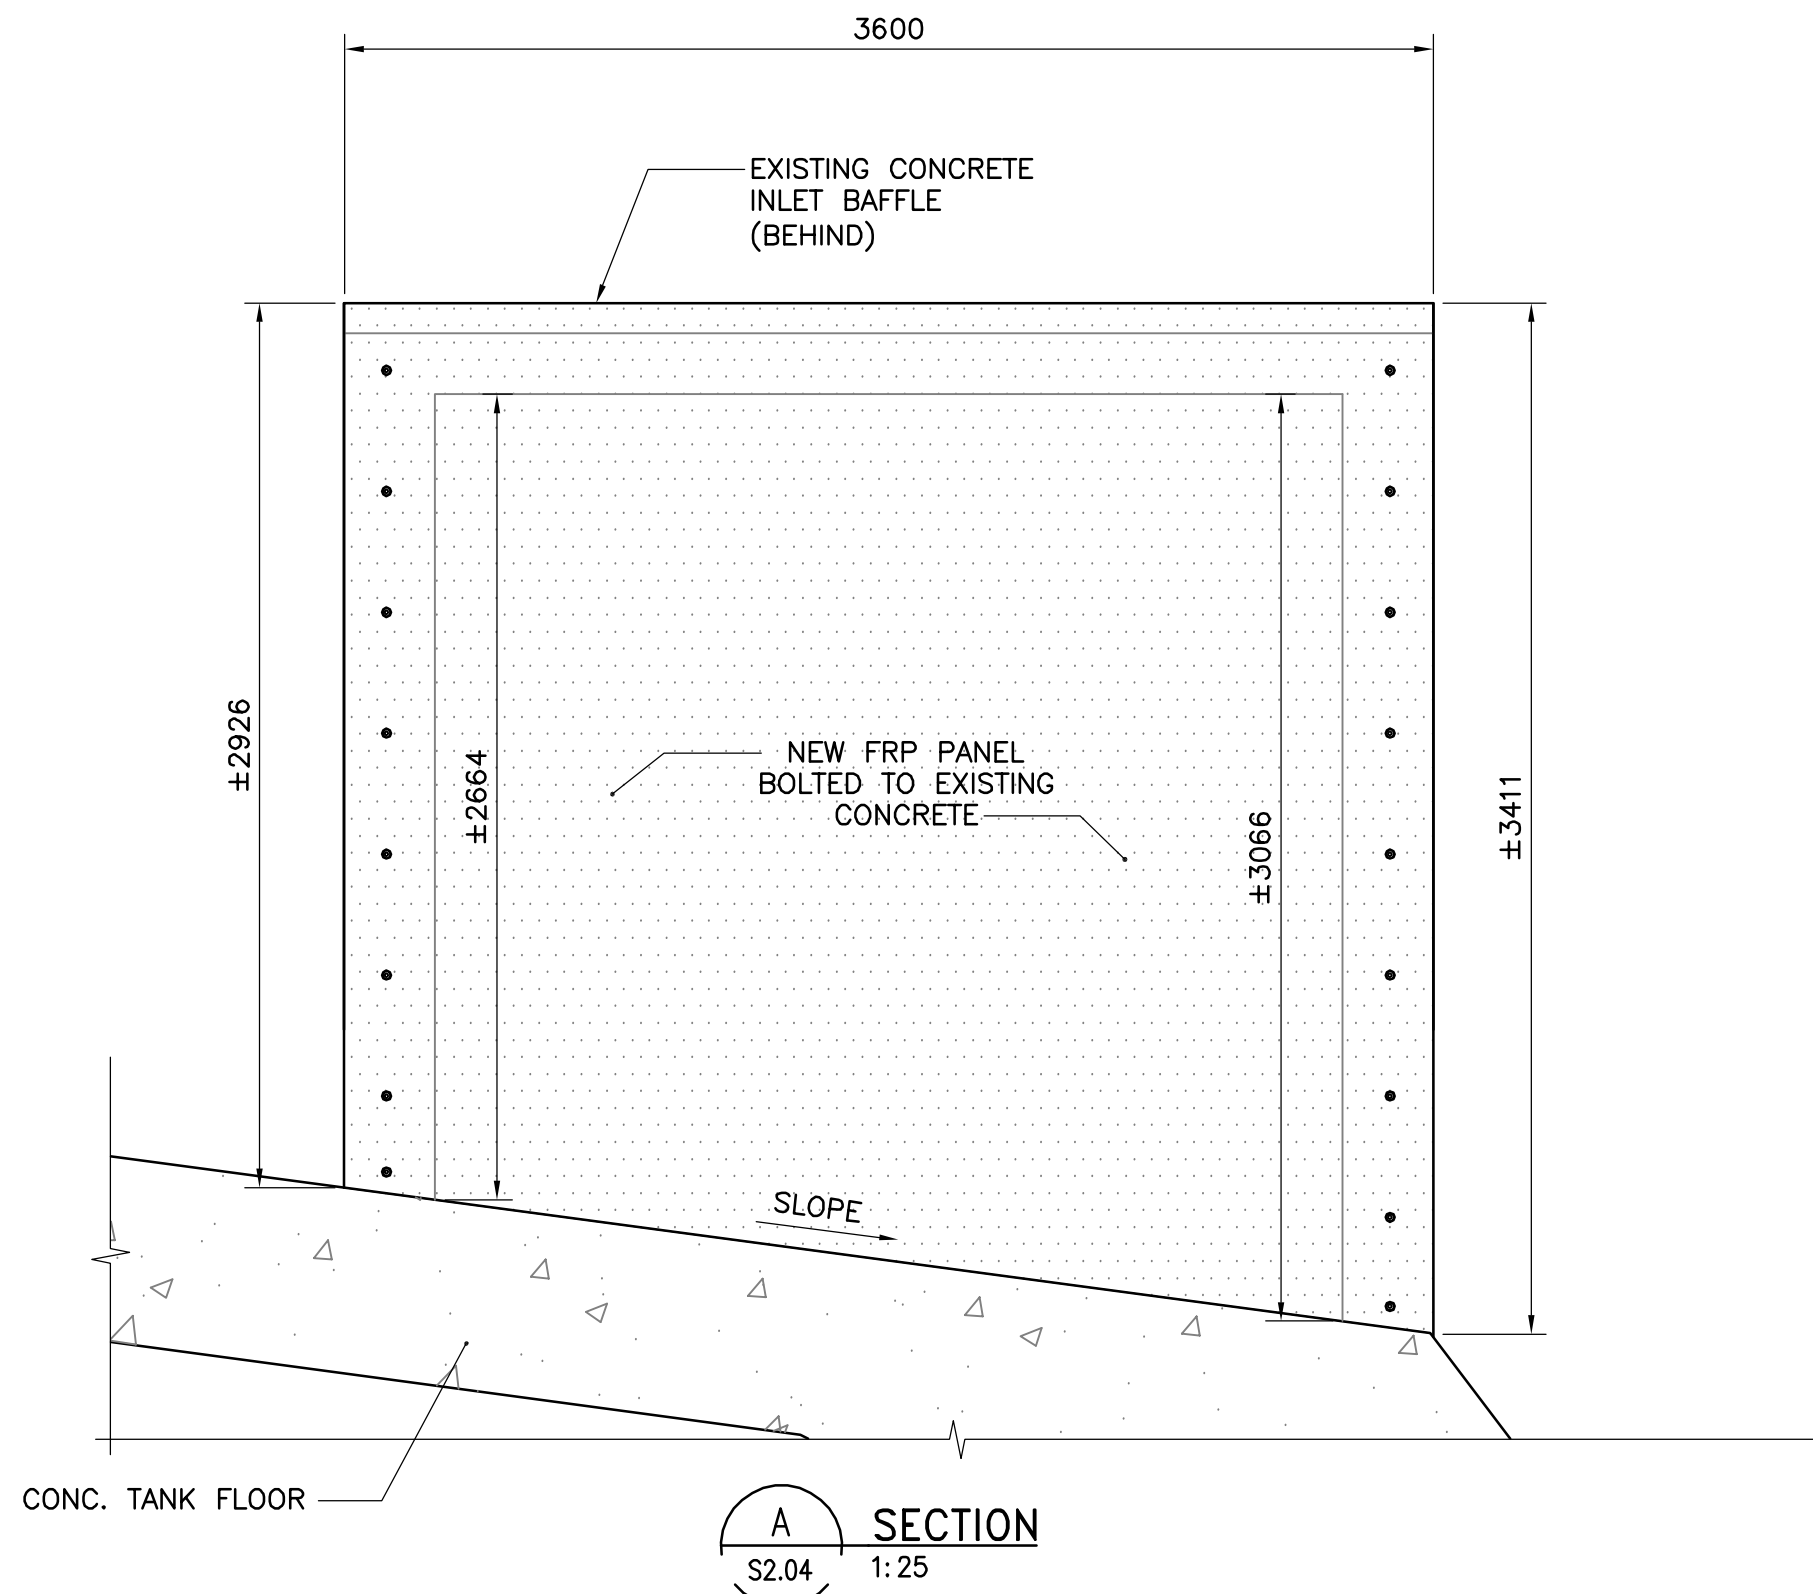 3600
EXISTING CONCRETE
INLET BAFFLE
(BEHIND)
±2926
±2664
NEW FRP PANEL
BOLTED TO EXISTING
CONCRETE
±3066
±3411
SLOPE
CONC. TANK FLOOR
A
S2.04
SECTION
1:25